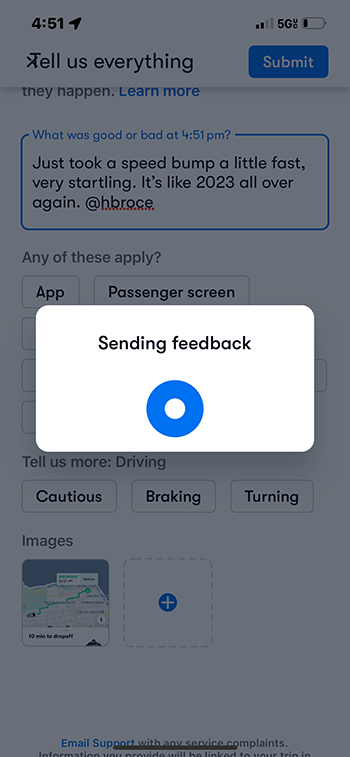 4:51
5G
Tell us everything
Submit
they happen. Learn more
What was good or bad at 4:51 pm?
Just took a speed bump a little fast,
very startling. It's like 2023 all over
again. @hbroce
Any of these apply?
App
Passenger screen
Sending feedback
Tell us more: Driving
Cautious
Braking
Turning
Images
10 min to dropoff
Email Support with any service complaints.
Information you provide will be linked to your trip in